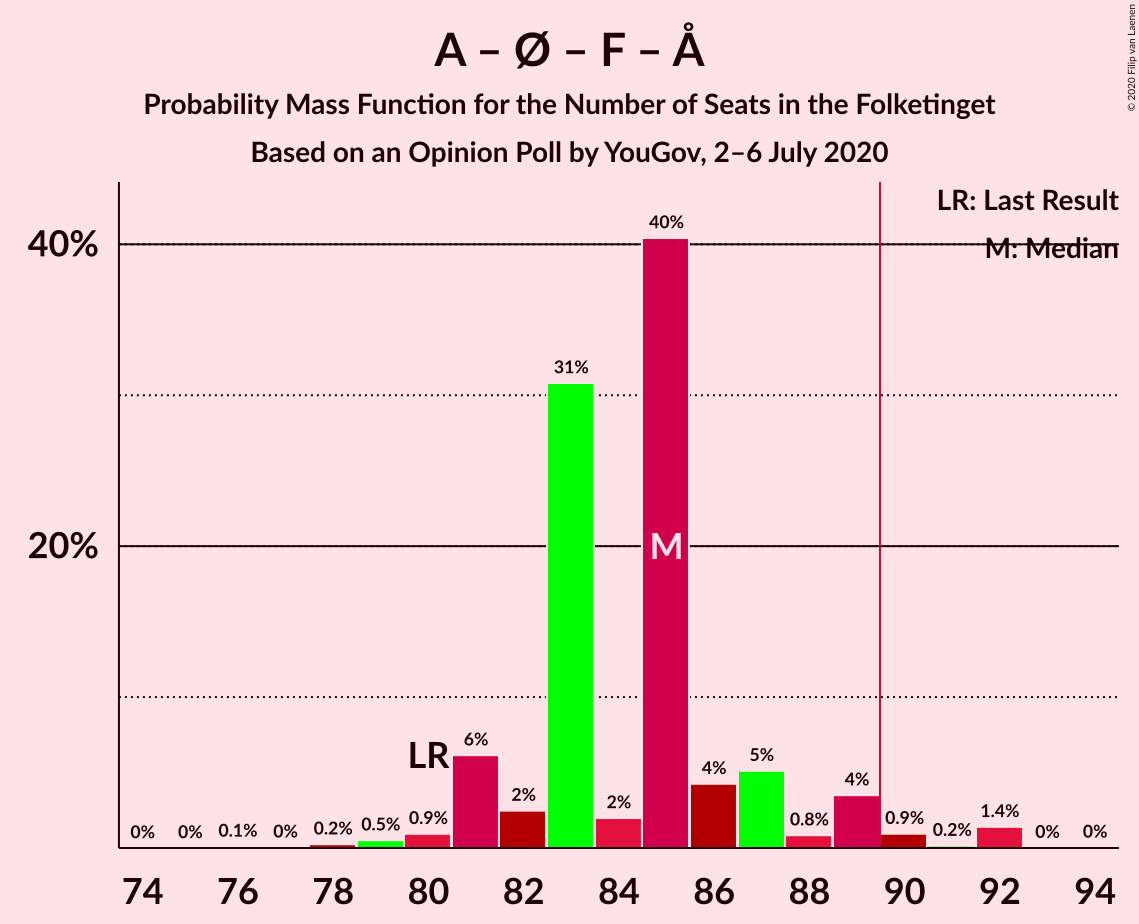 A – Ø – F – Å
Probability Mass Function for the Number of Seats in the Folketinget
Based on an Opinion Poll by YouGov, 2–6 July 2020
© 2020 Filip van Laenen
LR: Last Result
M: Median
40%
20%
40%
31%
M
LR
6%
5%
4%
4%
2%
2%
1.4%
0% 0% 0.1% 0% 0.2% 0.5% 0.9% 0.8% 0.9% 0.2% 0% 0%
74 76 78 80 82 84 86 88 90 92 94